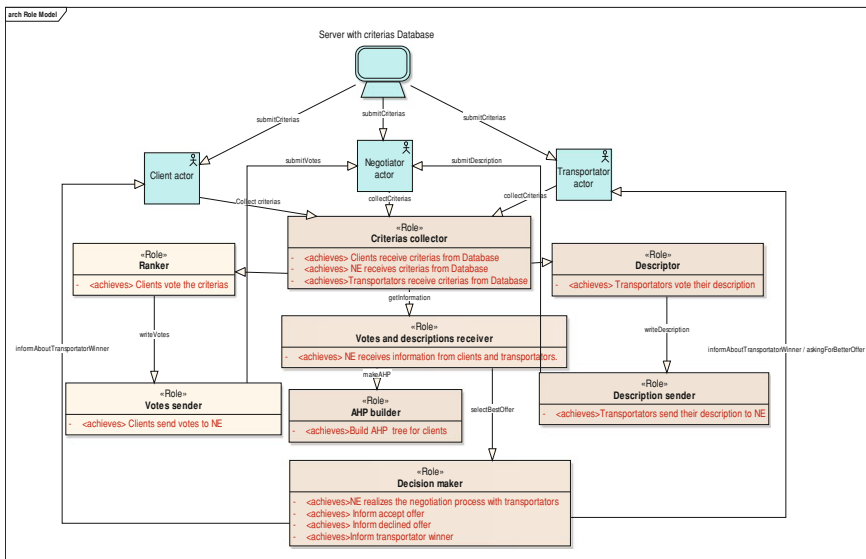 arch Role Model
Server with criterias Database
submitCriterias
submitCriterias
submitCriterias
Client actor
submitVotes
Negotiator
actor
submitDescription
Transportator
actor
Collect criterias
collectCriterias
collectCriterias
«Role»
Criterias collector
- <achieves> Clients receive criterias from Database
- <achieves> NE receives criterias from Database
- <achieves>Transportators receive criterias from Database
«Role»
Ranker
- <achieves> Clients vote the criterias
«Role»
Descriptor
- <achieves> Transportators vote their description
getInformation
writeVotes
writeDescription
«Role»
Votes and descriptions receiver
- <achieves> NE receives information from clients and transportators.
informAboutTransportatorWinner
informAboutTransportatorWinner / askingForBetterOffer
makeAHP
selectBestOffer
«Role»
Votes sender
- <achieves> Clients send votes to NE
«Role»
AHP builder
- <achieves>Build AHP tree for clients
«Role»
Description sender
- <achieves>Transportators send their description to NE
«Role»
Decision maker
- <achieves>NE realizes the negotiation process with transportators
- <achieves> Inform accept offer
- <achieves> Inform declined offer
- <achieves>Inform transportator winner